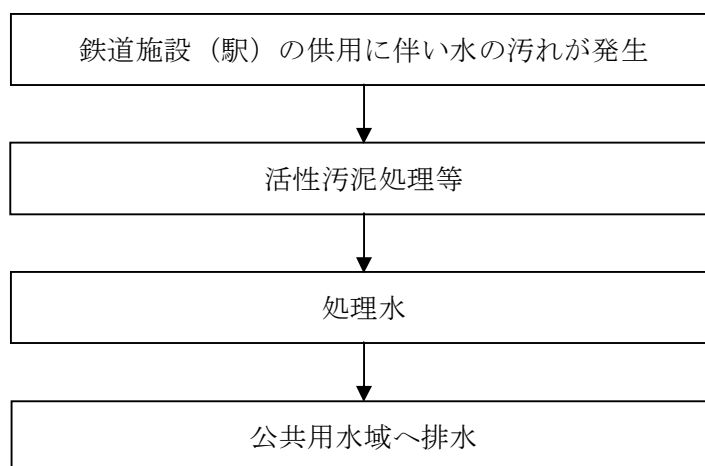 鉄道施設（駅）の供用に伴い水の汚れが発生
活性汚泥処理等
処理水
公共用水域へ排水